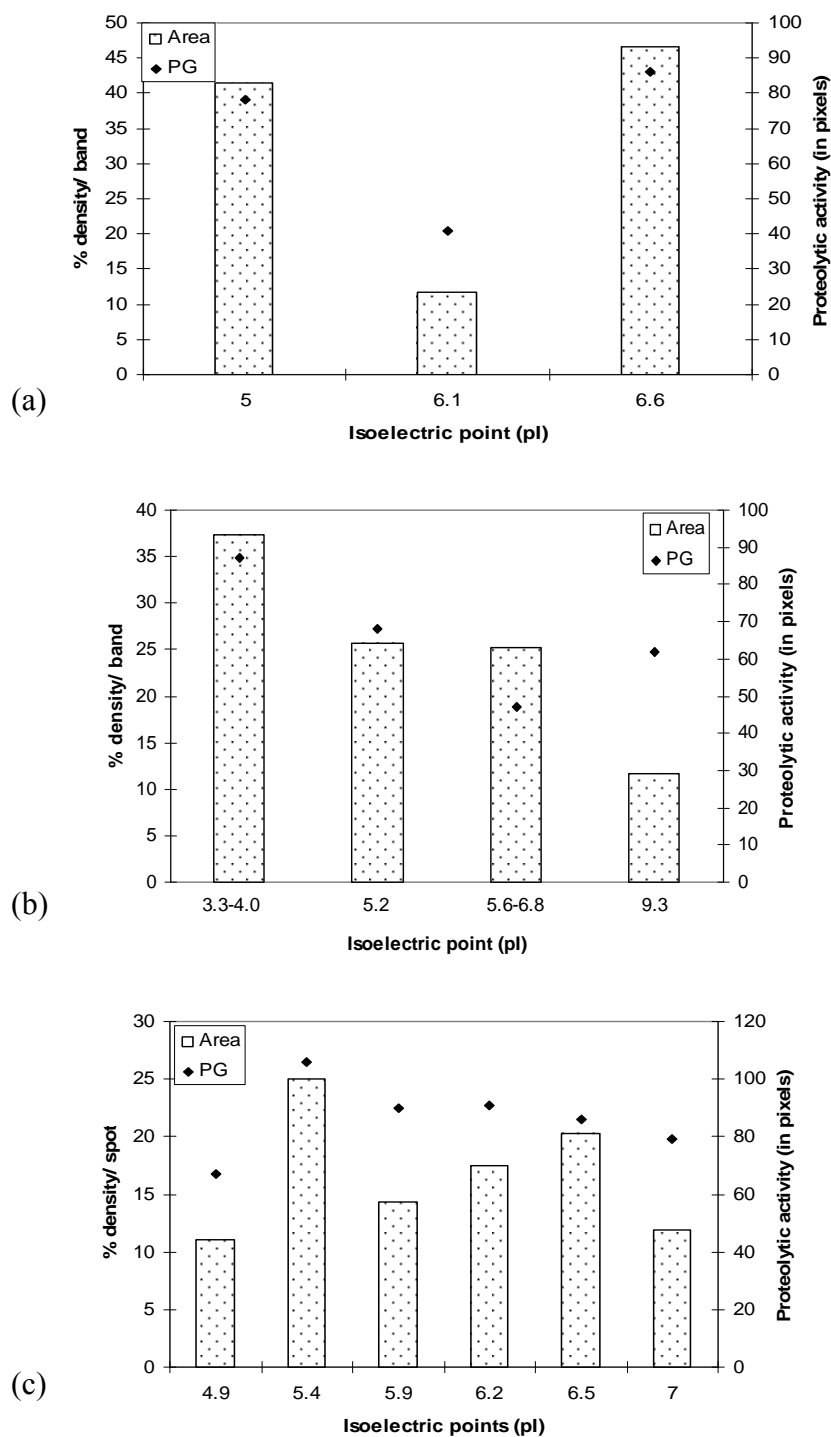 50
45
40
35
30
25
20
15
10
5
0
% density/ band
Area
PG
100
90
80
70
60
50
40
30
20
10
0
Proteolytic activity (in pixels)
5 6.1 6.6
Isoelectric point (pI)
(a)
40
35
30
25
20
15
10
5
0
% density/ band
Area
PG
100
90
80
70
60
50
40
30
20
10
0
Proteolytic activity (in pixels)
3.3-4.0 5.2 5.6-6.8 9.3
Isoelectric point (pI)
(b)
30
25
20
15
10
5
0
% density/ spot
Area
PG
120
100
80
60
40
20
0
Proteolytic activity (in pixels)
4.9 5.4 5.9 6.2 6.5 7
Isoelectric points (pI)
(c)